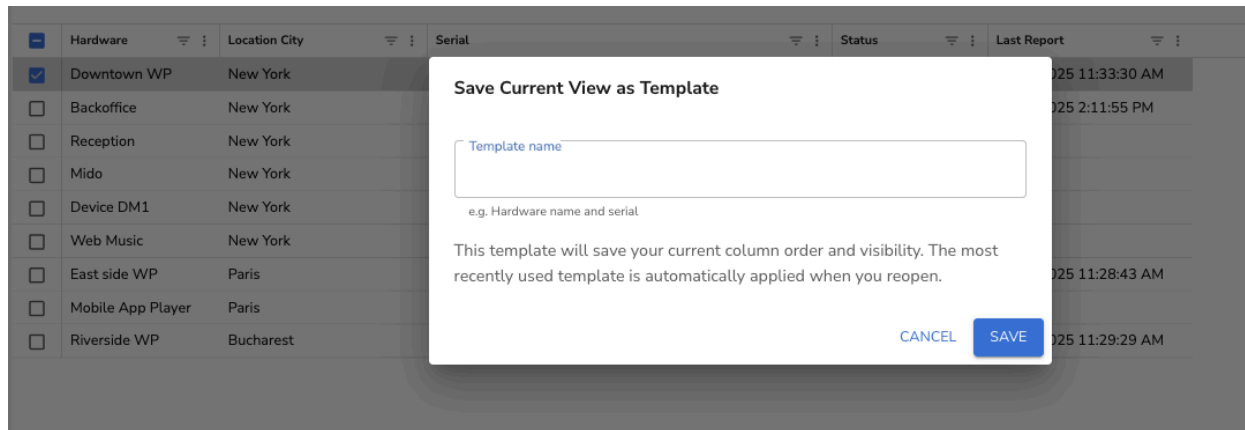 Hardware Location City Serial Status Last Report
Downtown WP New York 025 11:33:30 AM
Backoffice New York 025 2:11:55 PM
Reception New York
Mido New York
Device DM1 New York
Web Music New York
East side WP Paris 025 11:28:43 AM
Mobile App Player Paris
Riverside WP Bucharest 025 11:29:29 AM
Save Current View as Template
Template name
e.g. Hardware name and serial
This template will save your current column order and visibility. The most
recently used template is automatically applied when you reopen.
CANCEL SAVE